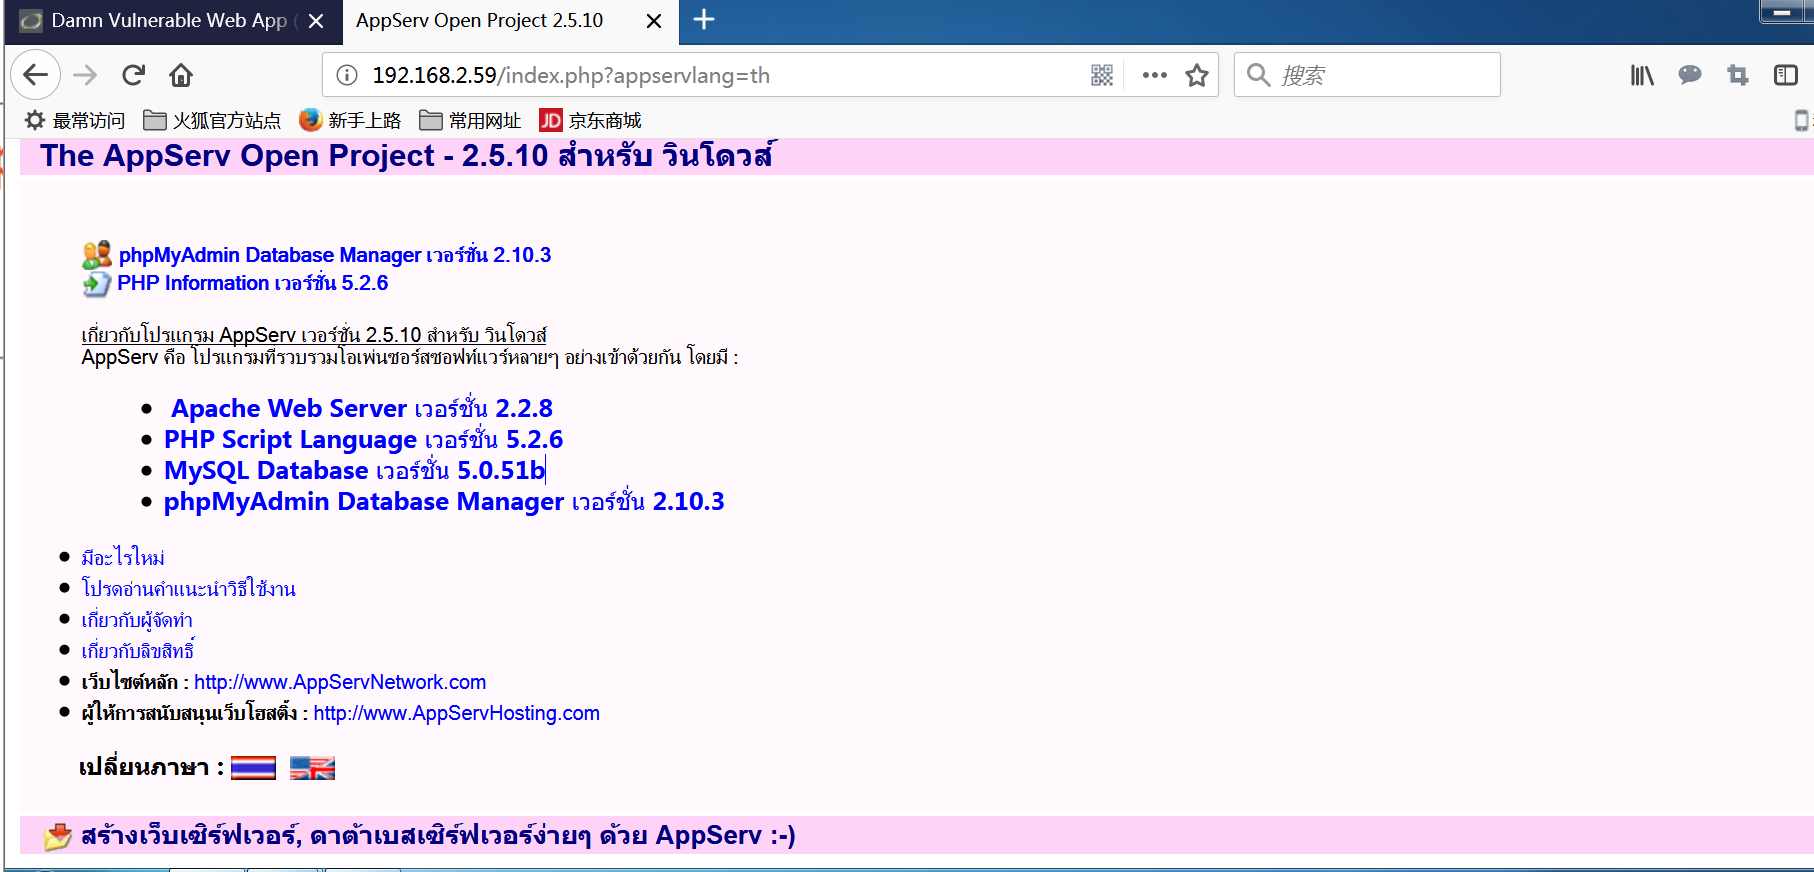 Damn Vulnerable Web App (
AppServ Open Project 2.5.10
192.168.2.59/index.php?appservlang=th
搜索
最常访问 火狐官方站点 新手上路 常用网址 JD 京东商城
The AppServ Open Project - 2.5.10 สำหรับ วินโดวส์
phpMyAdmin Database Manager เวอร์ชั่น 2.10.3
PHP Information เวอร์ชั่น 5.2.6
เกี่ยวกับโปรแกรม AppServ เวอร์ชั่น 2.5.10 สำหรับ วินโดวส์
AppServ คือ โปรแกรมที่รวบรวมโอเพ่นซอร์สซอฟท์แวร์หลายๆ อย่างเข้าด้วยกัน โดยมี :
Apache Web Server เวอร์ชั่น 2.2.8
PHP Script Language เวอร์ชั่น 5.2.6
MySQL Database เวอร์ชั่น 5.0.51b
phpMyAdmin Database Manager เวอร์ชั่น 2.10.3
มีอะไรใหม่
โปรดอ่านคำแนะนำวิธีใช้งาน
เกี่ยวกับผู้จัดทำ
เกี่ยวกับลิขสิทธิ์
เว็บไซต์หลัก : http://www.AppServNetwork.com
ผู้ให้การสนับสนุนเว็บโฮสติ้ง : http://www.AppServHosting.com
เปลี่ยนภาษา :
สร้างเว็บเซิร์ฟเวอร์, ดาต้าเบสเซิร์ฟเวอร์ง่ายๆ ด้วย AppServ :-)